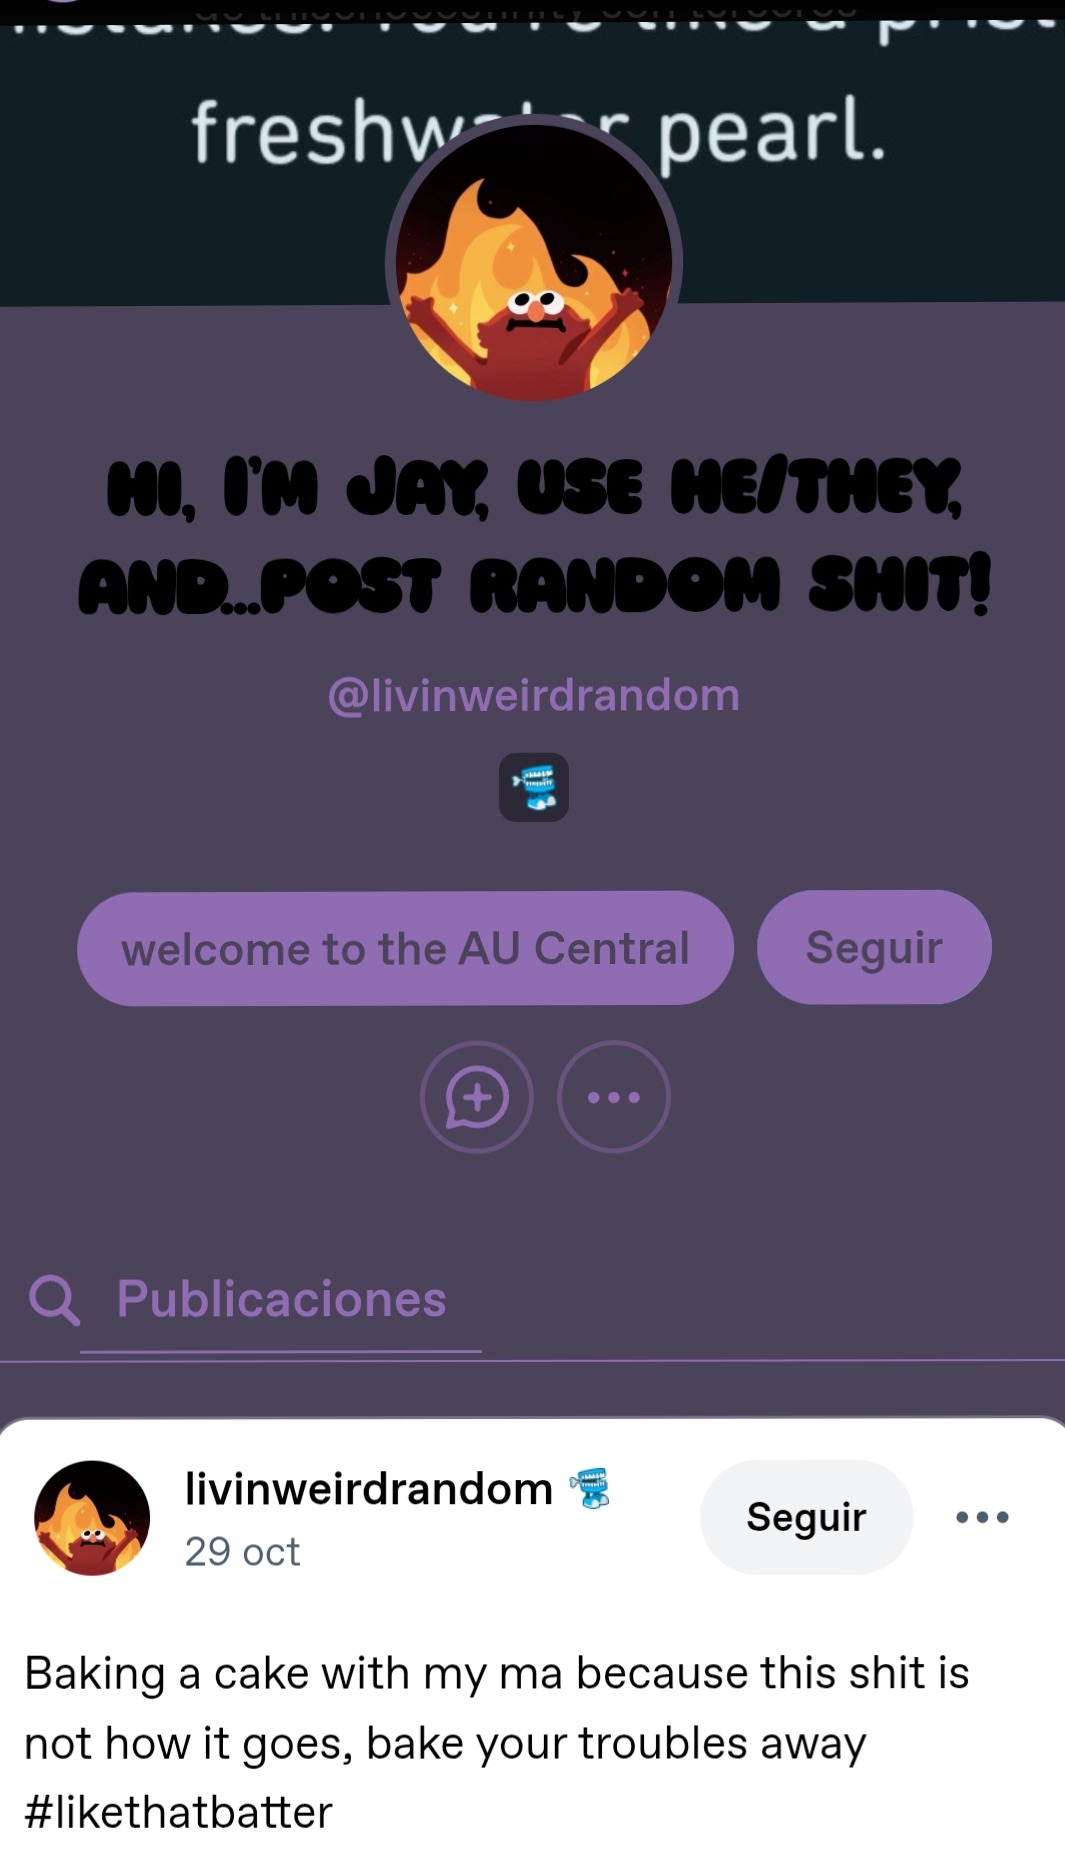 freshwater pearl.
HI, I'M JAY, USE HE/THEY,
AND...POST RANDOM SHIT!
@livinweirdrandom
welcome to the AU Central
Seguir
Publicaciones
livinweirdrandom
Seguir
29 oct
Baking a cake with my ma because this shit is
not how it goes, bake your troubles away
#likethatbatter